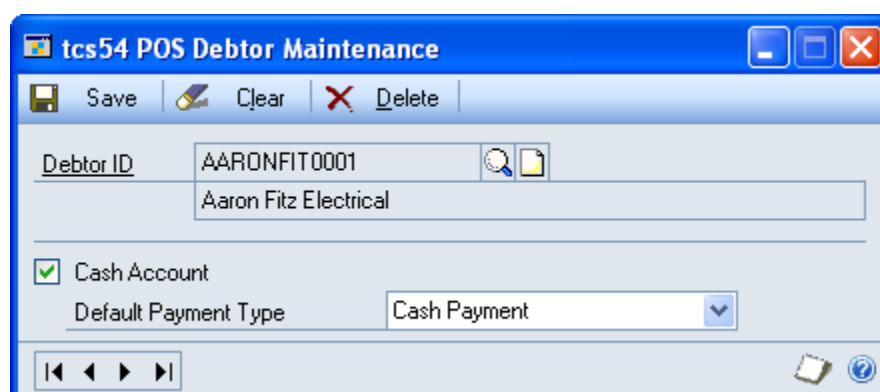 tcs54 POS Debtor Maintenance
Save Clear Delete
Debtor ID AARONFIT0001
Aaron Fitz Electrical
Cash Account
Default Payment Type Cash Payment